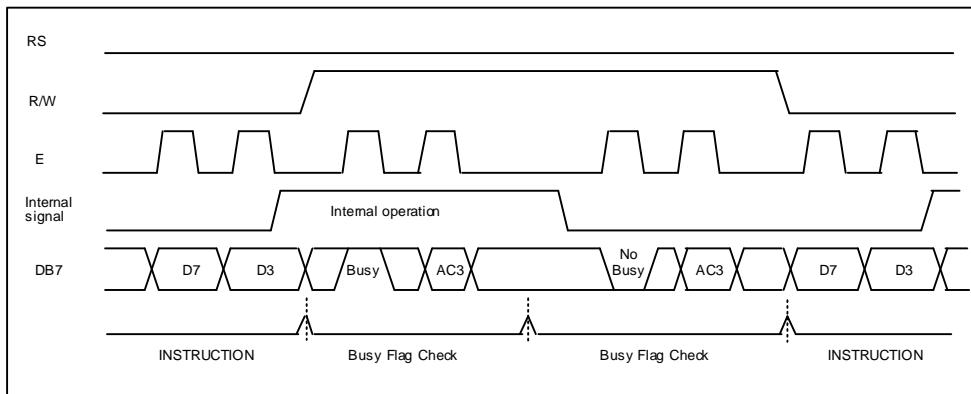 RS
R/W
E
Internal
signal
Internal operation
DB7
D7
D3
Busy
AC3
No
Busy
AC3
D7
D3
INSTRUCTION
Busy Flag Check
Busy Flag Check
INSTRUCTION